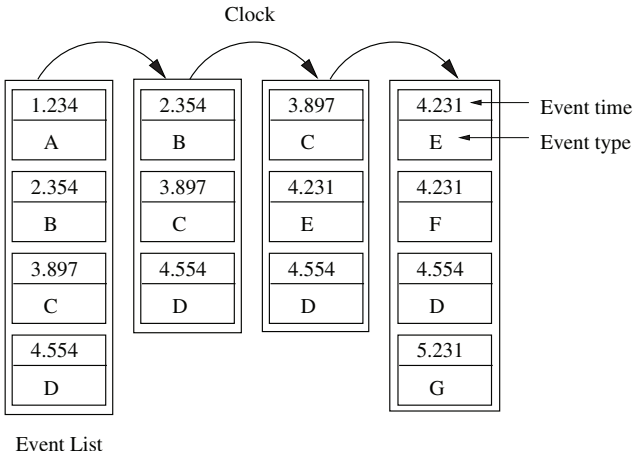 Clock
1.234
A
2.354
B
3.897
C
4.554
D
2.354
B
3.897
C
4.554
D
3.897
C
4.231
E
4.554
D
4.231
E
4.231
F
4.554
D
5.231
G
Event time
Event type
Event List